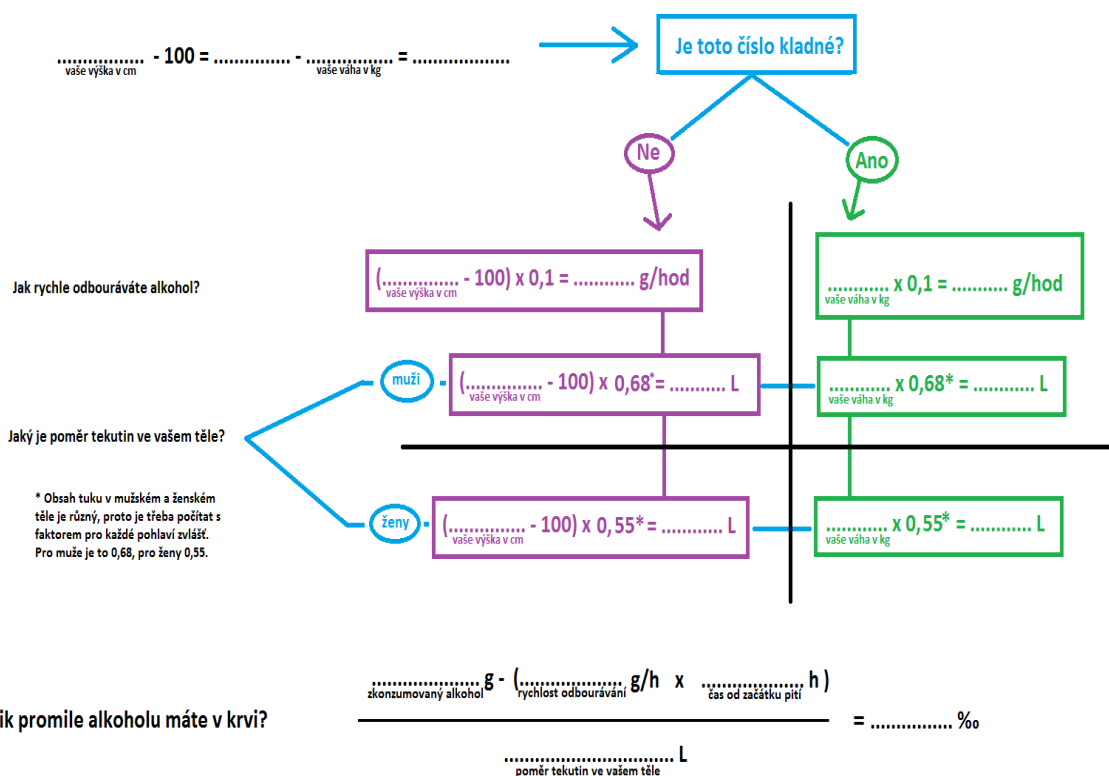 ................. - 100 = ............... - ................. = ...................
vaše výška v cm vaše váha v kg
Je toto číslo kladné?
Ne
Ano
Jak rychle odbouráváte alkohol?
(............... - 100) x 0,1 = ............ g/hod
vaše výška v cm
............ x 0,1 = ........... g/hod
vaše váha v kg
muži
(............... - 100) x 0,68* = ........... L
vaše výška v cm
............ x 0,68* = ............ L
vaše váha v kg
Jaký je poměr tekutin ve vašem těle?
* Obsah tuku v mužském a ženském
těle je různý, proto je třeba počítat s
faktorem pro každé pohlaví zvlášť.
Pro muže je to 0,68, pro ženy 0,55.
ženy
(............... - 100) x 0,55* = ............ L
vaše výška v cm
............ x 0,55* = ............ L
vaše váha v kg
ik promile alkoholu máte v krvi?
..................... g - (.................... g/h x .................... h )
zkonzumovaný alkohol rychlost odbourávání čas od začátku pití
= ................ ‰
.................................. L
poměr tekutin ve vašem těle